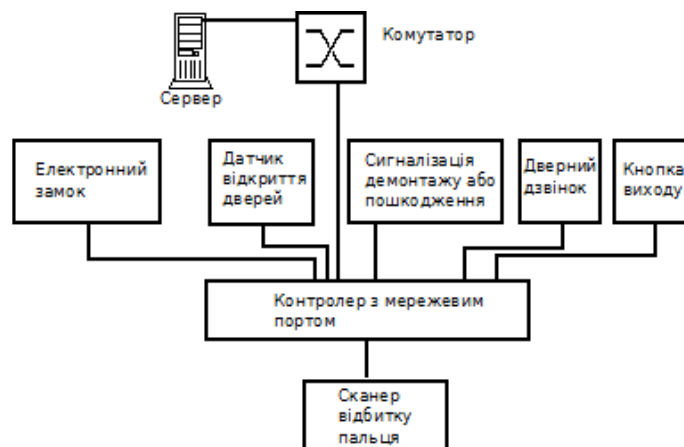 Комутатор
Сервер
Електронний
замок
Датчик
відкриття
дверей
Сигналізація
демонтажу або
пошкодження
Дверний
дзвінок
Кнопка
виходу
Контролер з мережевим
портом
Сканер
відбитку
пальця